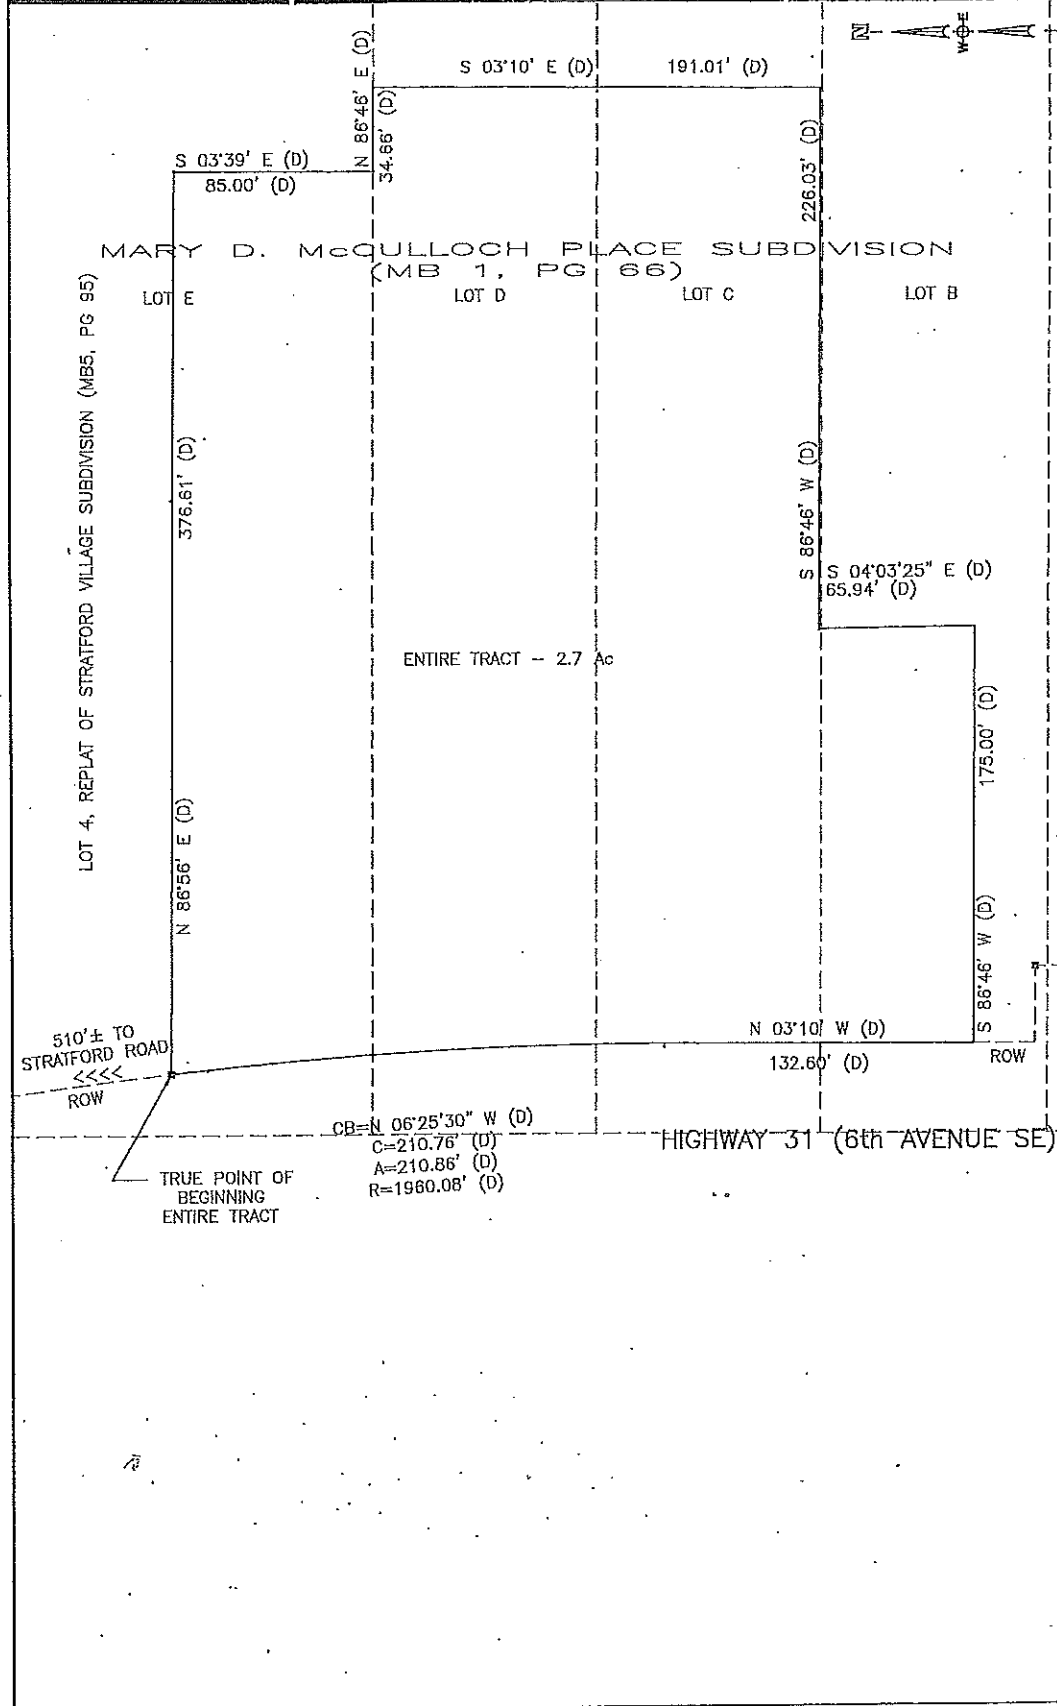 N
W E
S 03°10' E (D)
191.01' (D)
N 86°46' E (D)
34.66' (D)
S 03°39' E (D)
85.00' (D)
226.03' (D)
MARY D. McCULLOCH PLACE SUBDIVISION
(MB 1, PG 66)
LOT E
LOT D
LOT C
LOT B
LOT 4, REPLAT OF STRATFORD VILLAGE SUBDIVISION (MB5, PG 95)
376.61' (D)
N 86°56' E (D)
S 86°46' W (D)
S 04°03'25" E (D)
65.94' (D)
ENTIRE TRACT - 2.7 Ac
175.00' (D)
S 86°46' W (D)
510'± TO
STRATFORD ROAD
<<<<
ROW
N 03°10' W (D)
132.60' (D)
ROW
CB=N 06°25'30" W (D)
C=210.76' (D)
A=210.86' (D)
R=1960.08' (D)
HIGHWAY 31 (6th AVENUE SE)
TRUE POINT OF
BEGINNING
ENTIRE TRACT